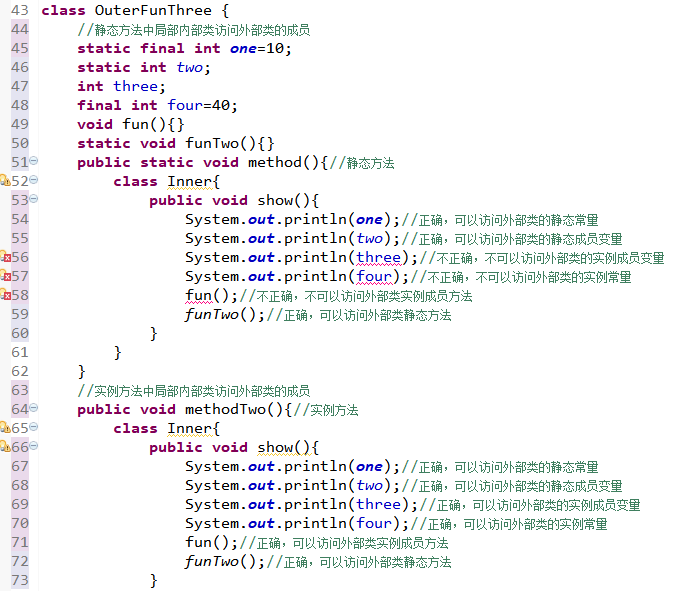 43 class OuterFunThree {
44     //静态方法中局部内部类访问外部类的成员
45     static final int one=10;
46     static int two;
47     int three;
48     final int four=40;
49     void fun(){}
50     static void funTwo(){}
51     public static void method(){//静态方法
52         class Inner{
53             public void show(){
54                 System.out.println(one);//正确，可以访问外部类的静态常量
55                 System.out.println(two);//正确，可以访问外部类的静态成员变量
56                 System.out.println(three);//不正确，不可以访问外部类的实例成员变量
57                 System.out.println(four);//不正确，不可以访问外部类的实例常量
58                 fun();//不正确，不可以访问外部类实例成员方法
59                 funTwo();//正确，可以访问外部类静态方法
60             }
61         }
62     }
63     //实例方法中局部内部类访问外部类的成员
64     public void methodTwo(){//实例方法
65         class Inner{
66             public void show(){
67                 System.out.println(one);//正确，可以访问外部类的静态常量
68                 System.out.println(two);//正确，可以访问外部类的静态成员变量
69                 System.out.println(three);//正确，可以访问外部类的实例成员变量
70                 System.out.println(four);//正确，可以访问外部类的实例常量
71                 fun();//正确，可以访问外部类实例成员方法
72                 funTwo();//正确，可以访问外部类静态方法
73             }